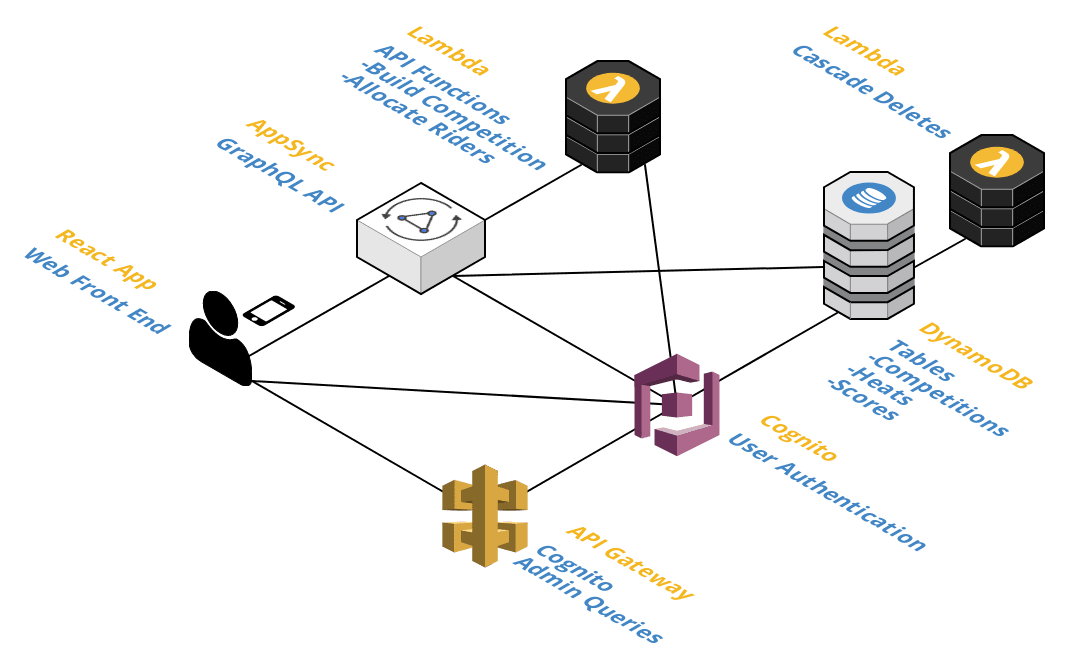 Lambda
API Functions
-Build Competition
-Allocate Riders
Lambda
Cascade Deletes
AppSync
GraphQL API
React App
Web Front End
DynamoDB
Tables
-Competitions
-Heats
-Scores
Cognito
User Authentication
API Gateway
Cognito
Admin Queries